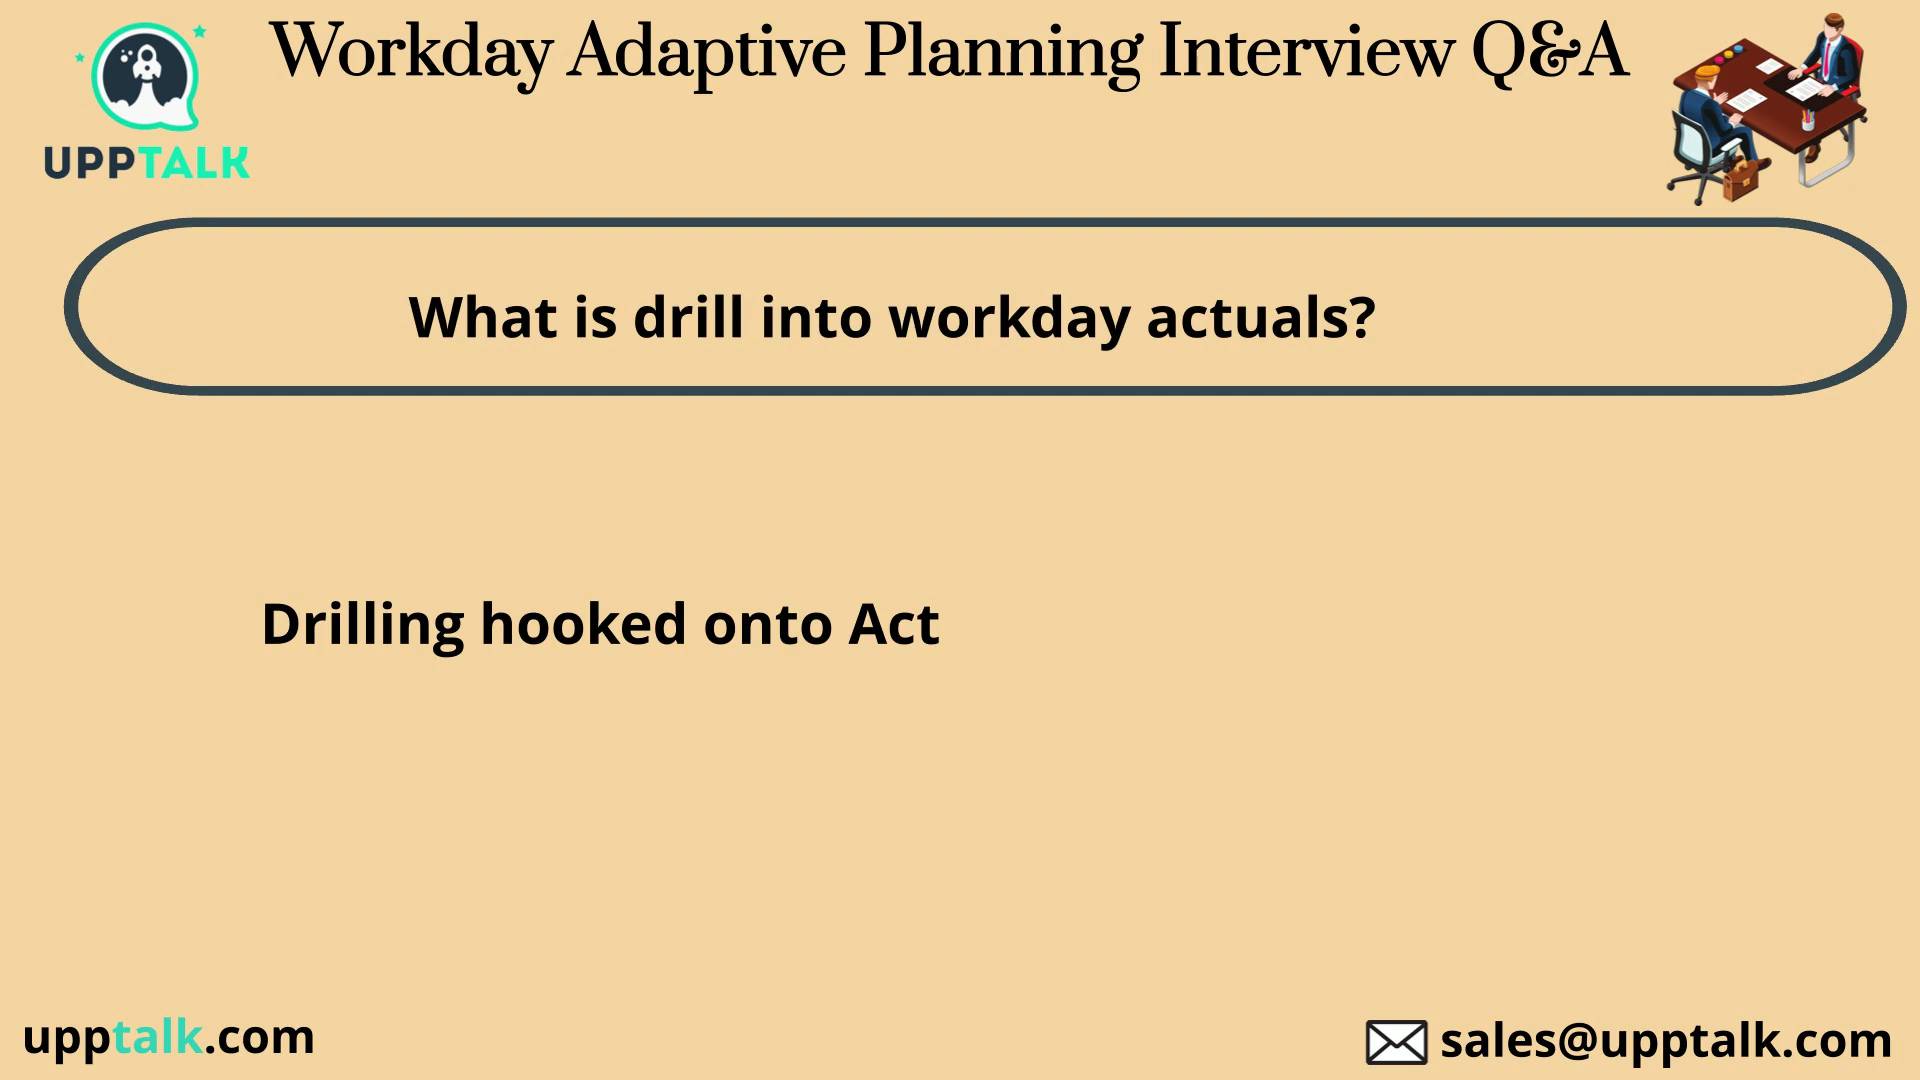 Workday Adaptive Planning Interview Q&A
UPPTALK
What is drill into workday actuals?
Drilling hooked onto Act
upptalk.com
sales@upptalk.com